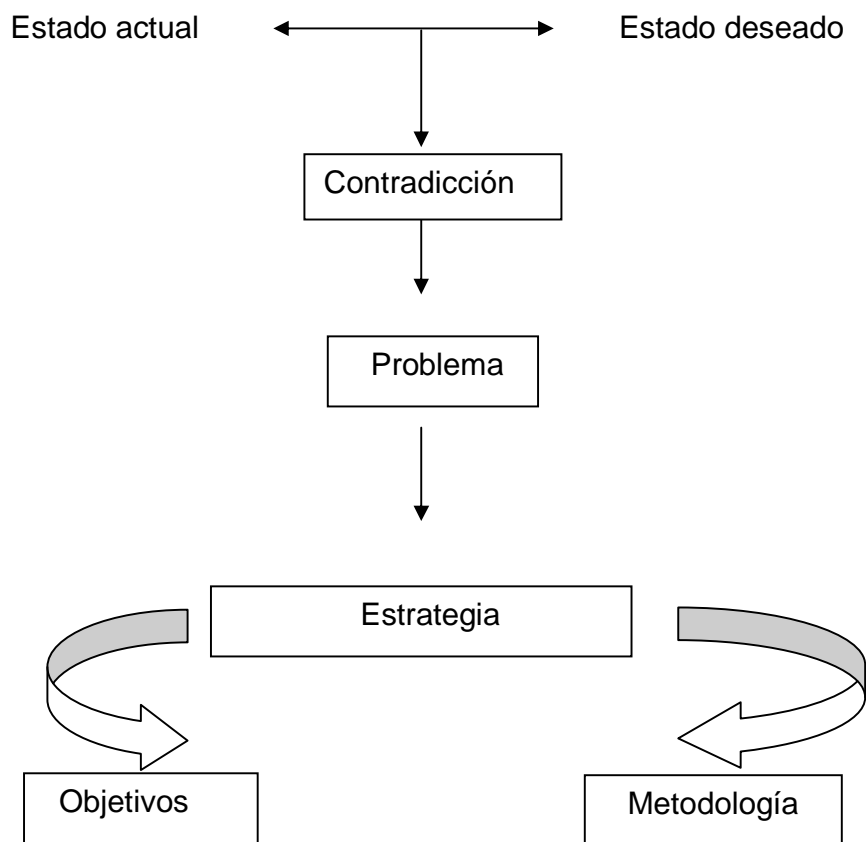 Estado actual
Estado deseado
Contradicción
Problema
Estrategia
Objetivos
Metodología